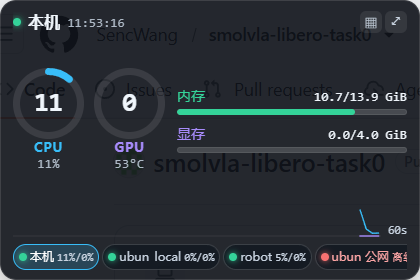 本机 11:53:16
SencWang / smolvla-libero-task0
Code Issues Pull requests
11 0
CPU GPU
11% 53°C
内存 10.7/13.9 GiB
显存 0.0/4.0 GiB
smolvla-libero-task0
60s
本机 11%/0% ubun local 0%/0% robot 5%/0% ubun 公网 离线